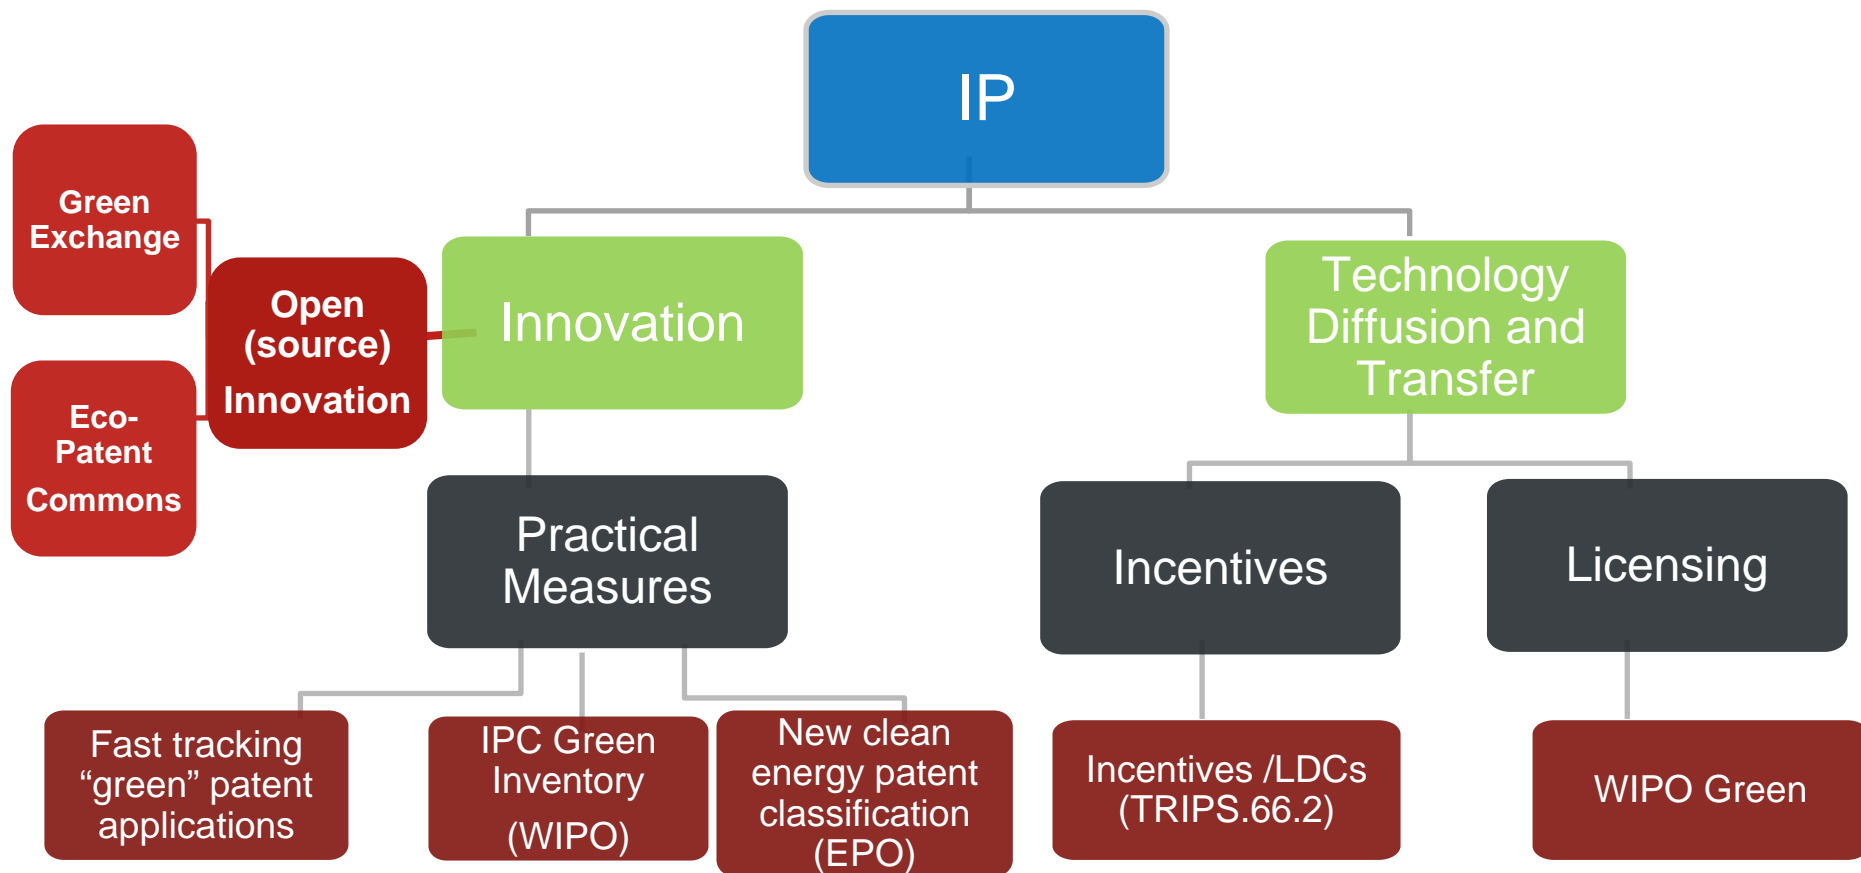 IP
Green
Exchange
Open
(source)
Innovation
Innovation
Technology
Diffusion and
Transfer
Eco-
Patent
Commons
Practical
Measures
Incentives
Licensing
Fast tracking
“green” patent
applications
IPC Green
Inventory
(WIPO)
New clean
energy patent
classification
(EPO)
Incentives /LDCs
(TRIPS.66.2)
WIPO Green